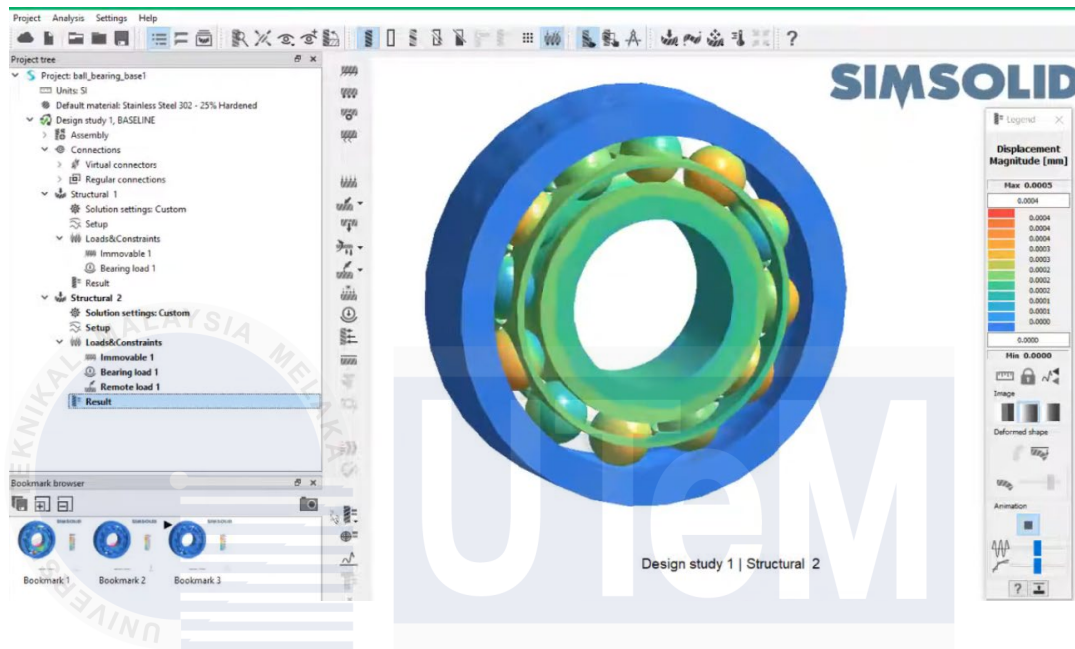 Project Analysis Settings Help
Project tree
Project: ball_bearing_base1
Units: SI
Default material: Stainless Steel 302 - 25% Hardened
Design study 1, BASELINE
Assembly
Connections
Virtual connectors
Regular connections
Structural 1
Solution settings: Custom
Setup
Loads&Constraints
Immovable 1
Bearing load 1
Result
Structural 2
Solution settings: Custom
Setup
Loads&Constraints
Immovable 1
Bearing load 1
Remote load 1
Result
Bookmark browser
Bookmark 1 Bookmark 2 Bookmark 3
SIMSOLID
Design study 1 | Structural 2
Legend
Displacement
Magnitude [mm]
Max 0.0005
0.0004
0.0004
0.0004
0.0004
0.0003
0.0003
0.0002
0.0002
0.0002
0.0001
0.0001
0.0000
0.0000
Min 0.0000
Image
Deformed shape
Animation
?
UTeM